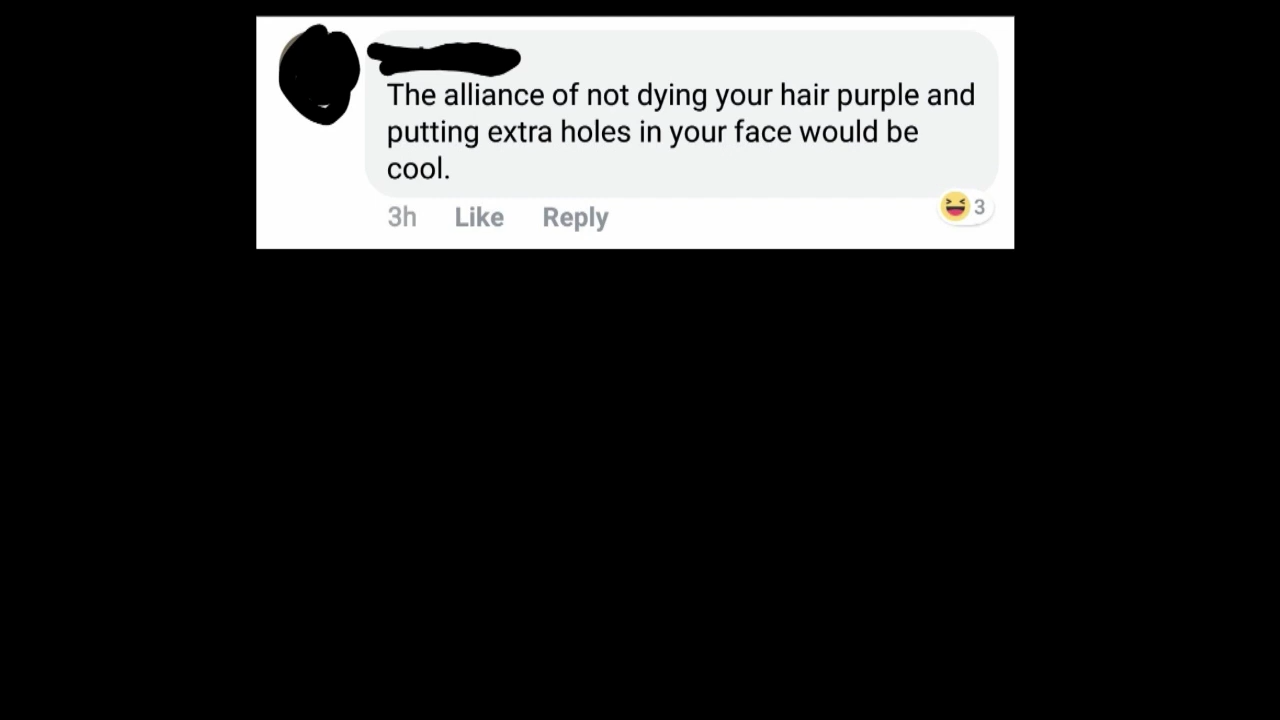 The alliance of not dying your hair purple and
putting extra holes in your face would be
cool.
3h Like Reply 3